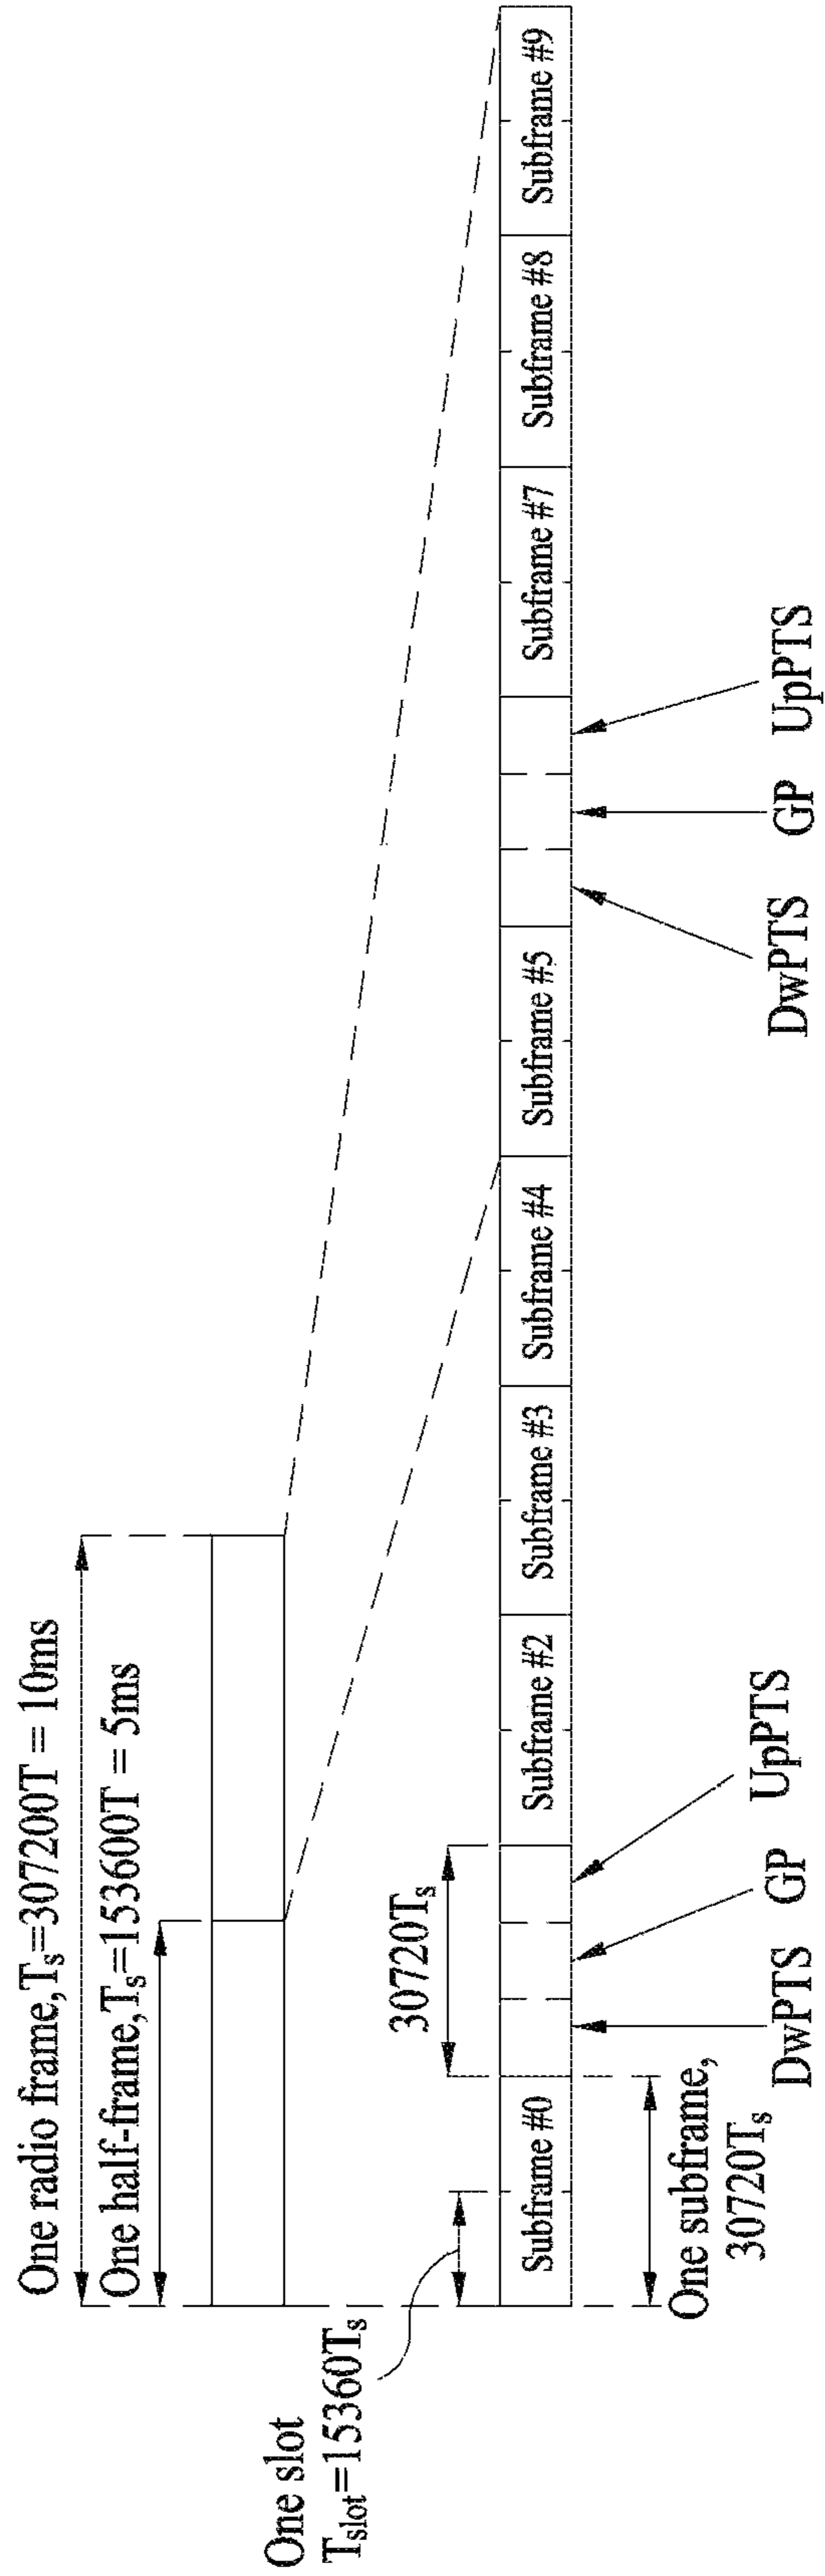 One radio frame,Ts=307200T = 10ms
One half-frame,Ts=153600T = 5ms
One slot
Tslot=15360Ts
30720Ts
Subframe #0
Subframe #2
Subframe #3
Subframe #4
Subframe #5
Subframe #7
Subframe #8
Subframe #9
One subframe,
30720Ts
DwPTS
GP
UpPTS
DwPTS
GP
UpPTS